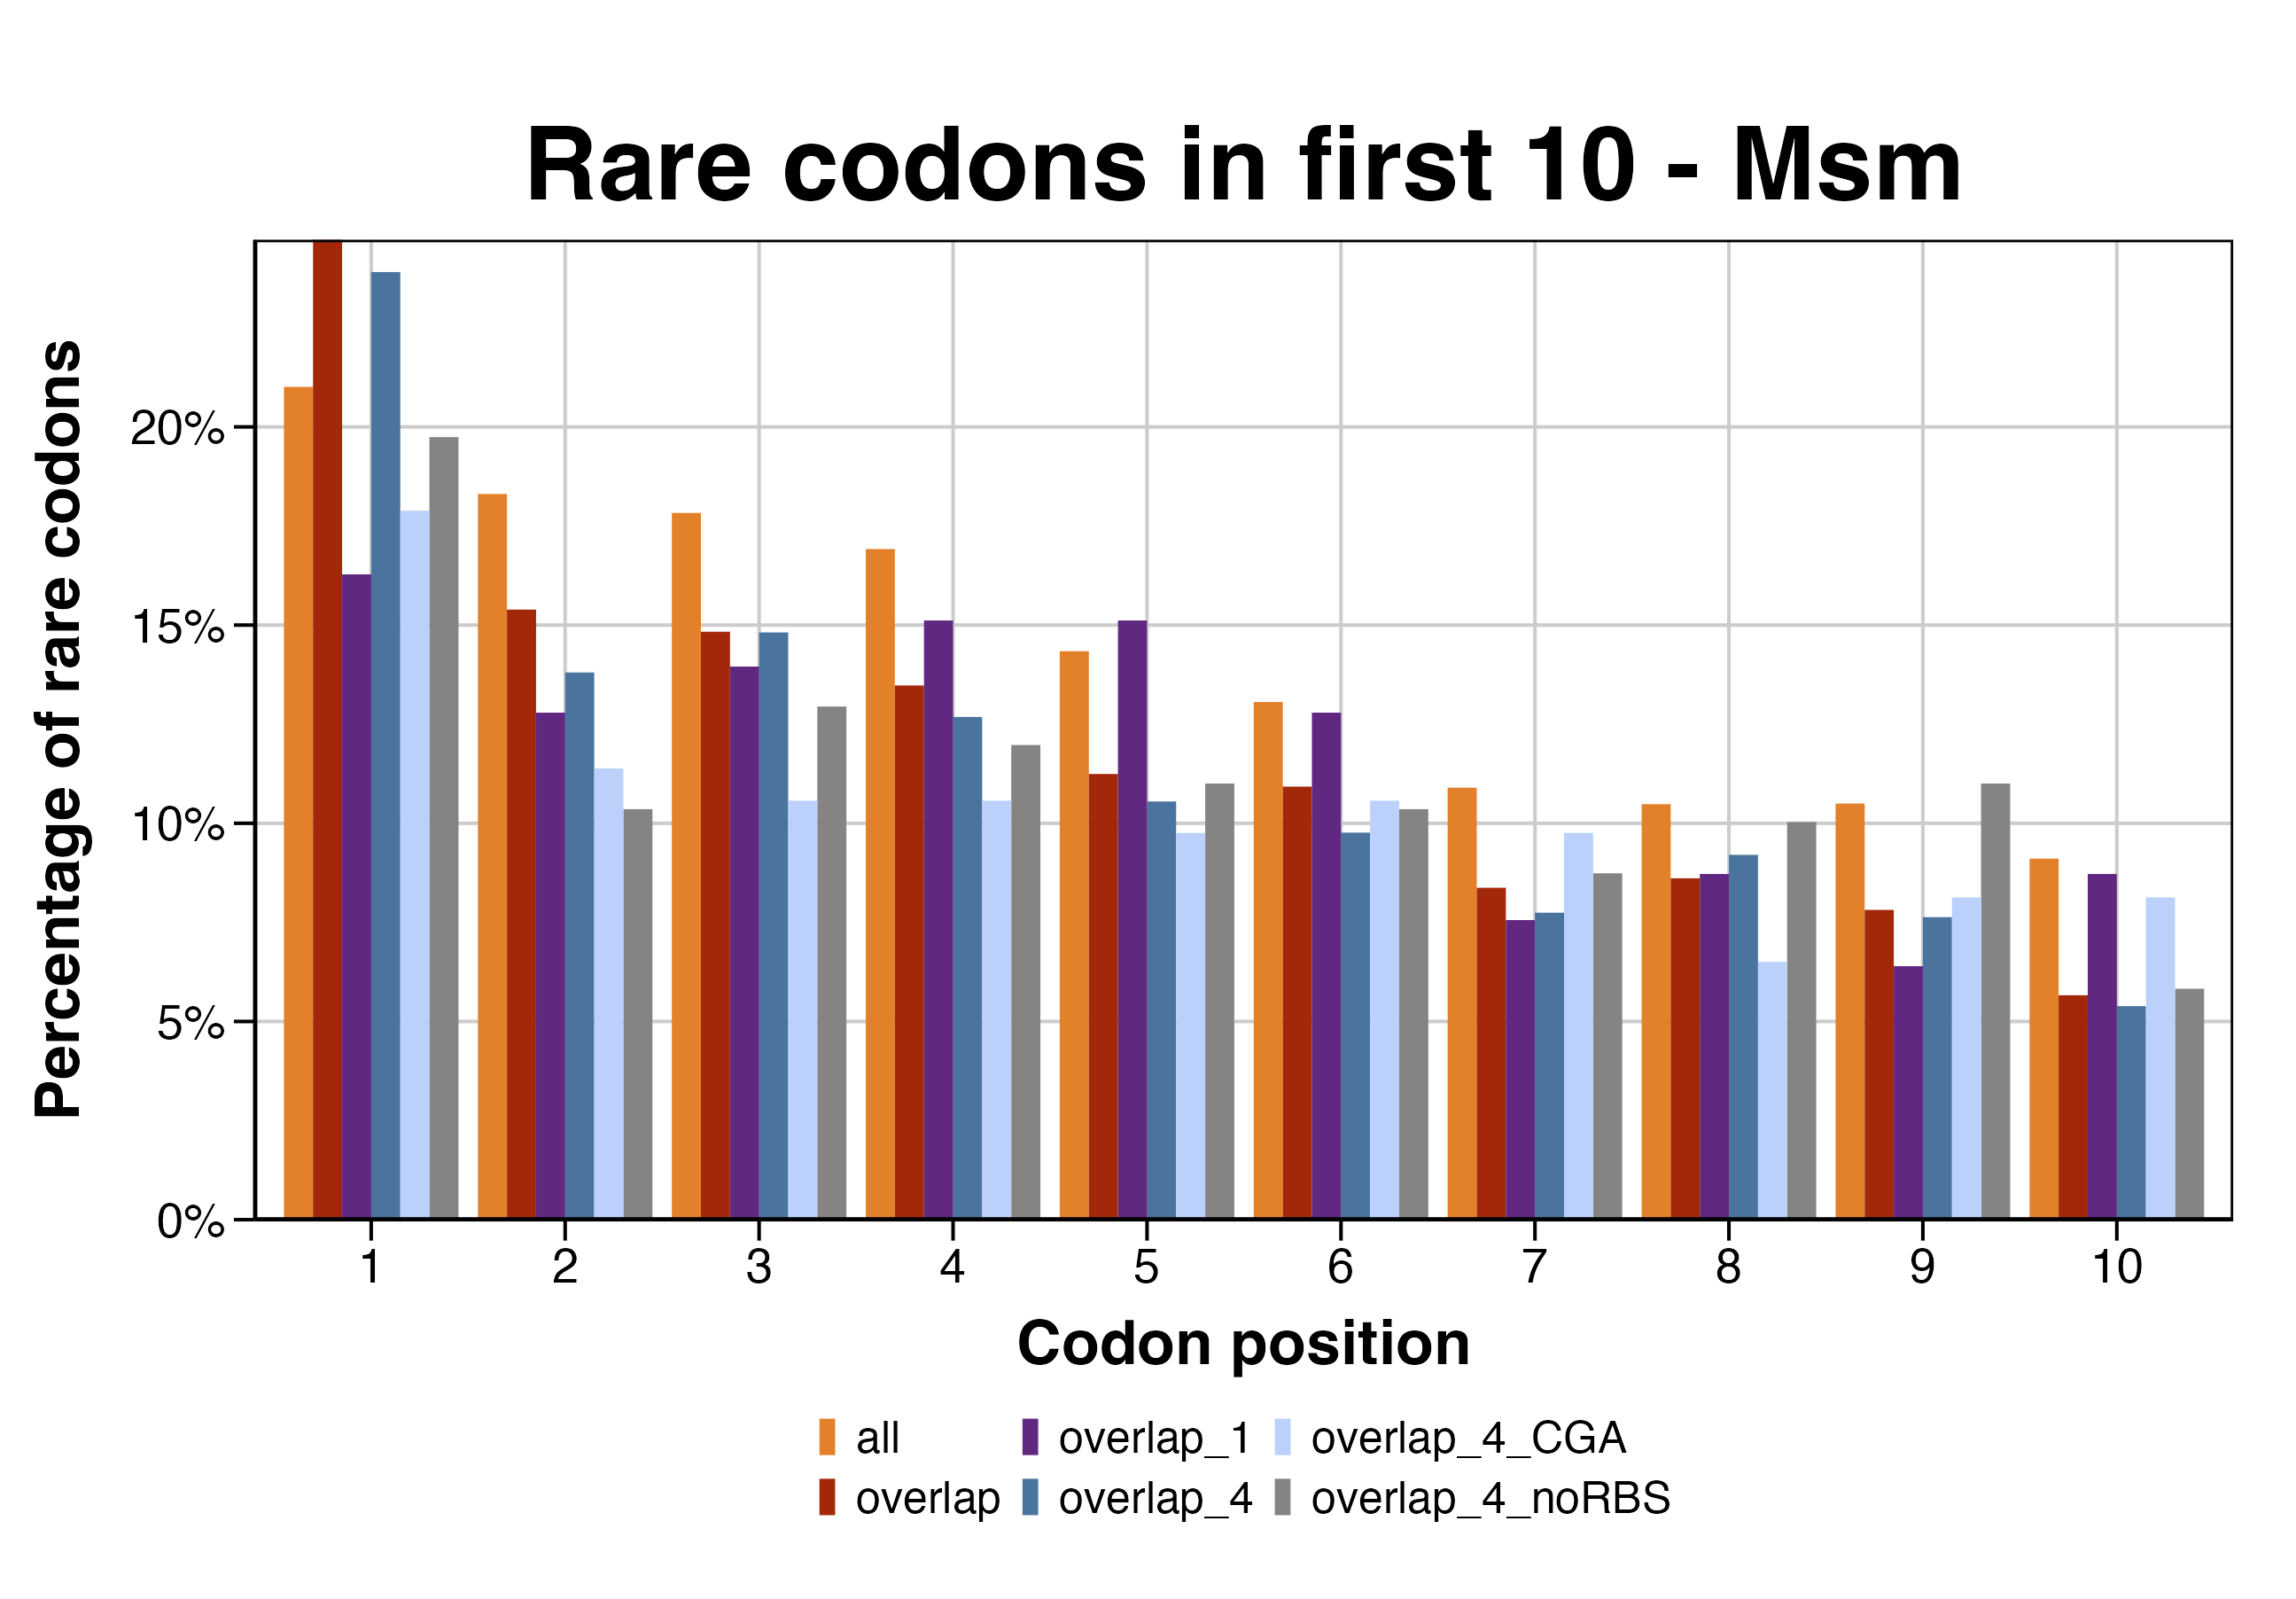 Rare codons in first 10 - Msm
Percentage of rare codons
20%
15%
10%
5%
0%
1 2 3 4 5 6 7 8 9 10
Codon position
all overlap_1 overlap_4_CGA
overlap overlap_4 overlap_4_noRBS